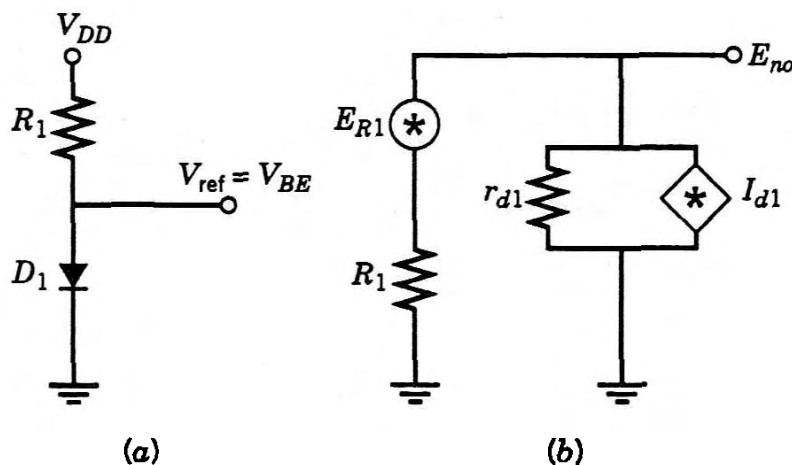 V_DD
R_1
V_ref = V_BE
D_1
(a)
E_no
E_R1
*
r_d1
*
I_d1
R_1
(b)